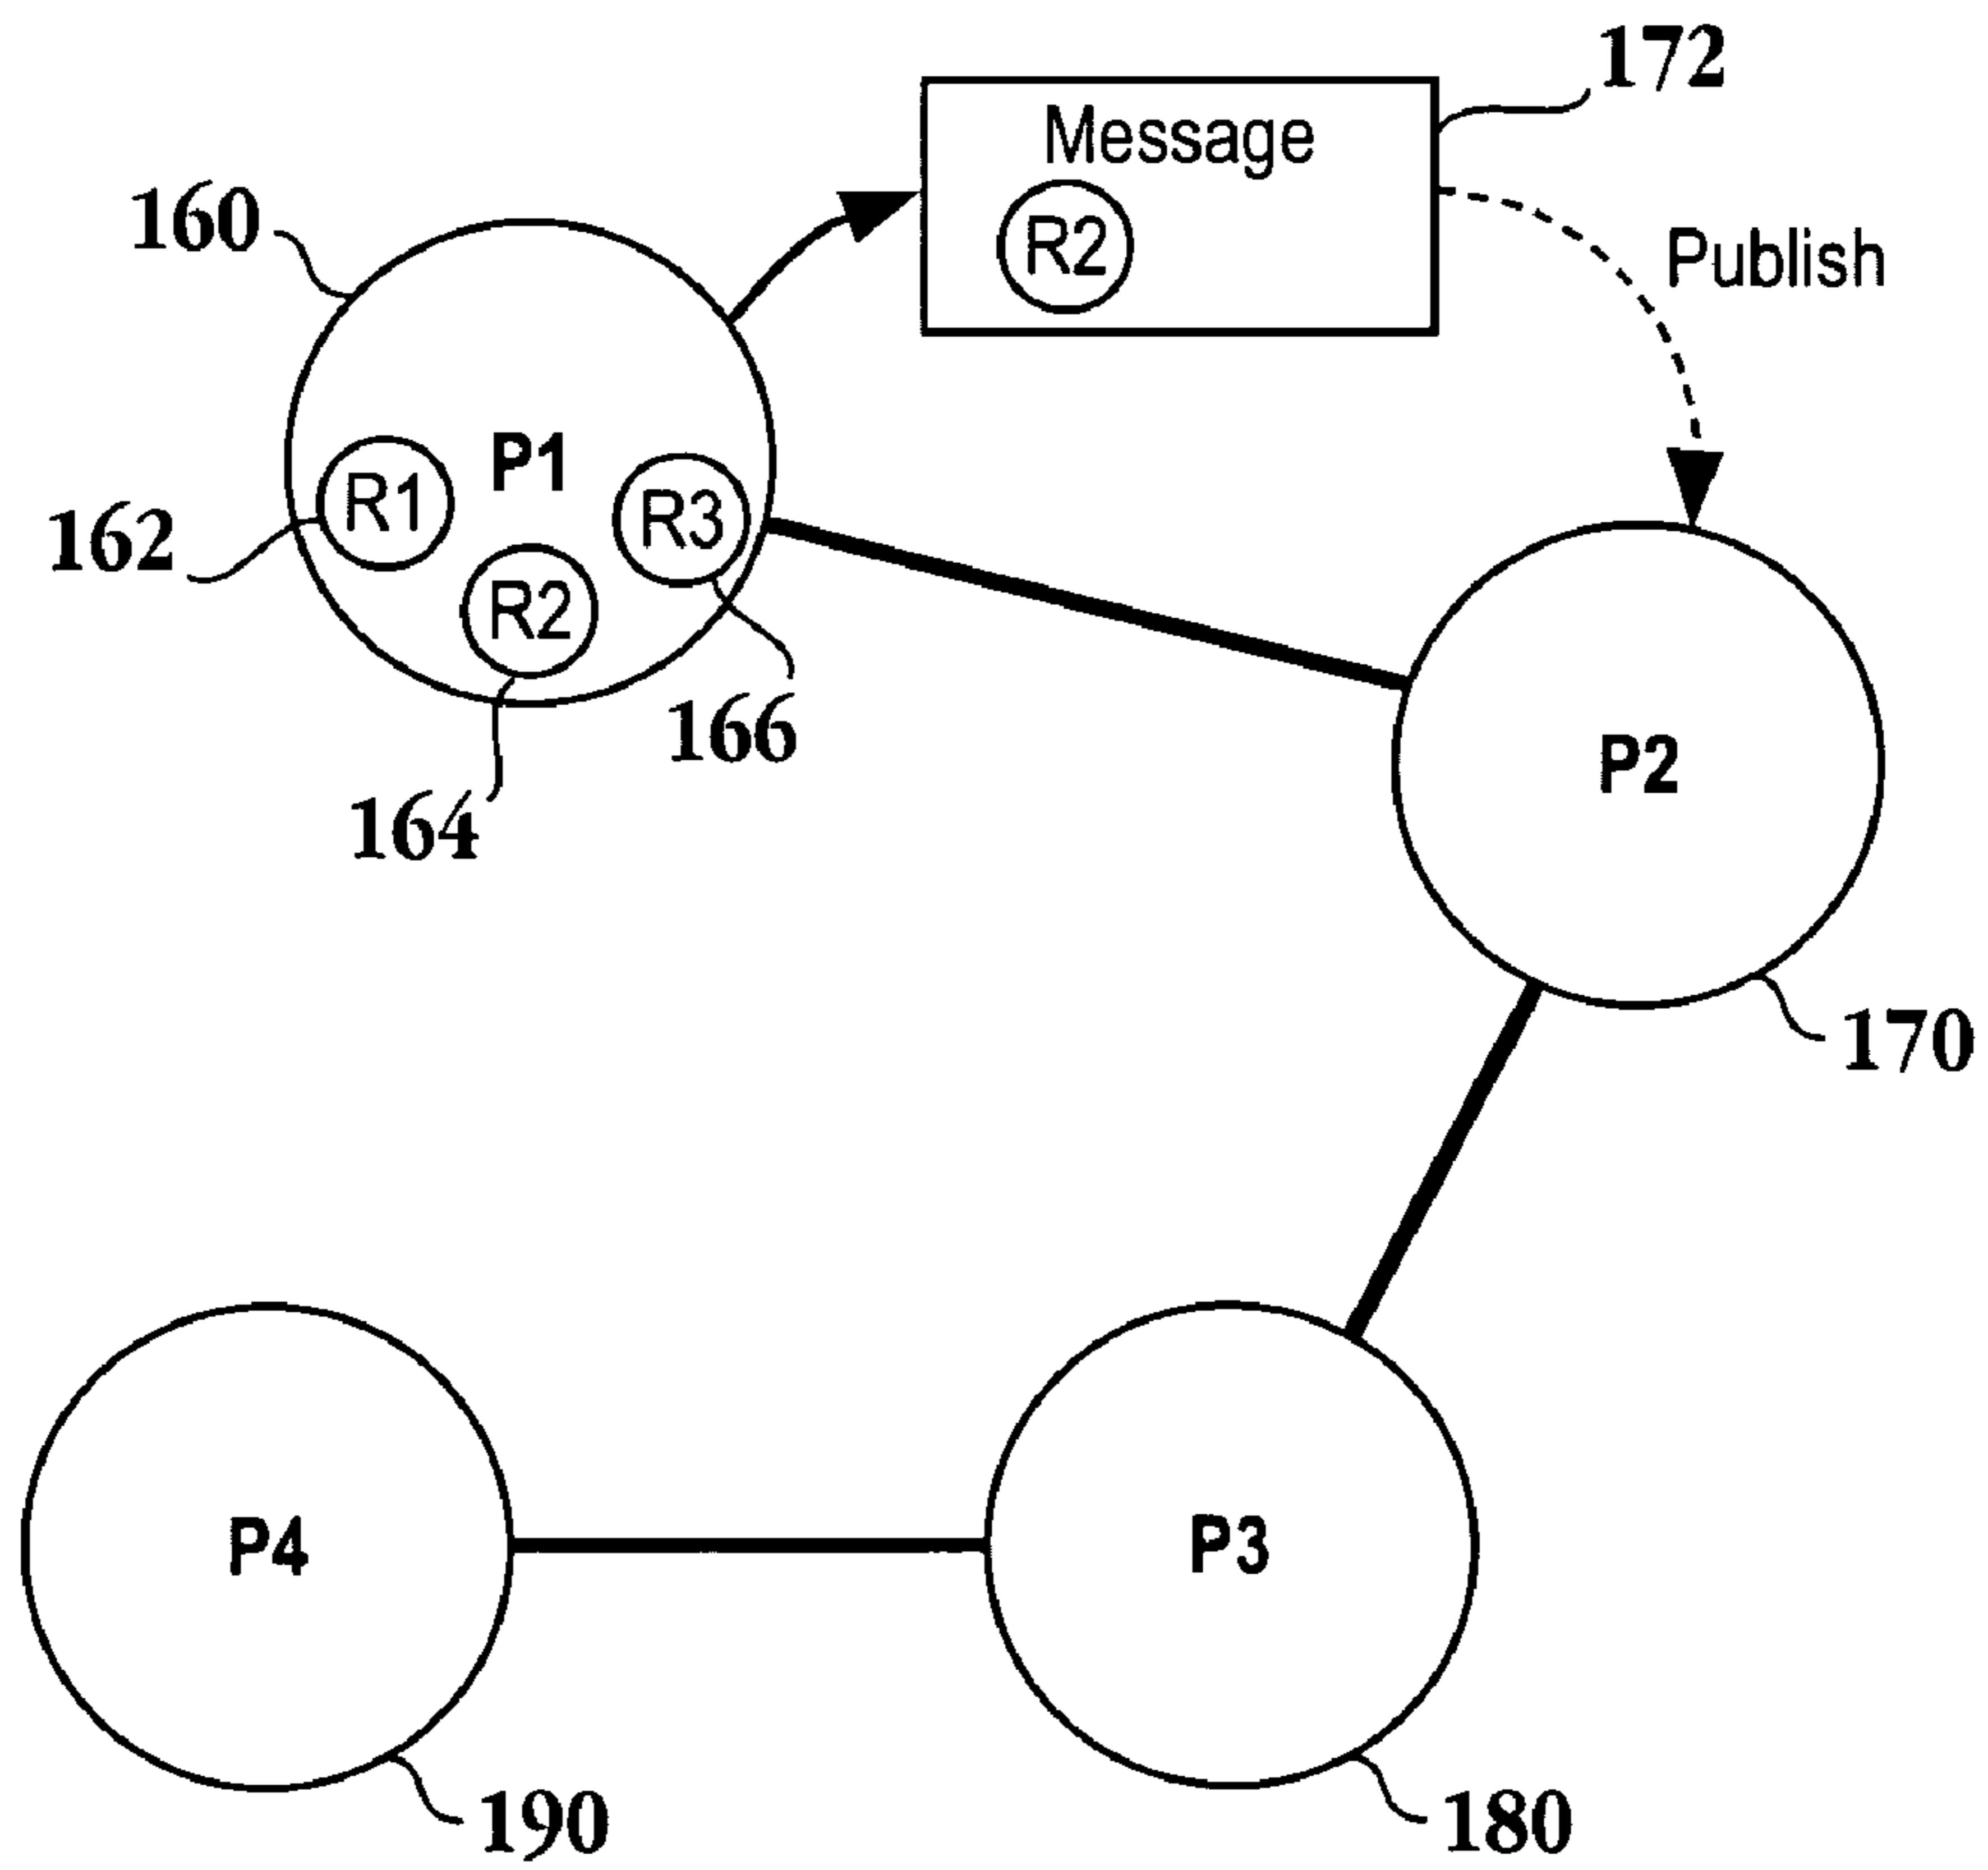 172
Message
160
R2
Publish
P1
R1
R3
162
R2
166
P2
164
170
P4
P3
190
180